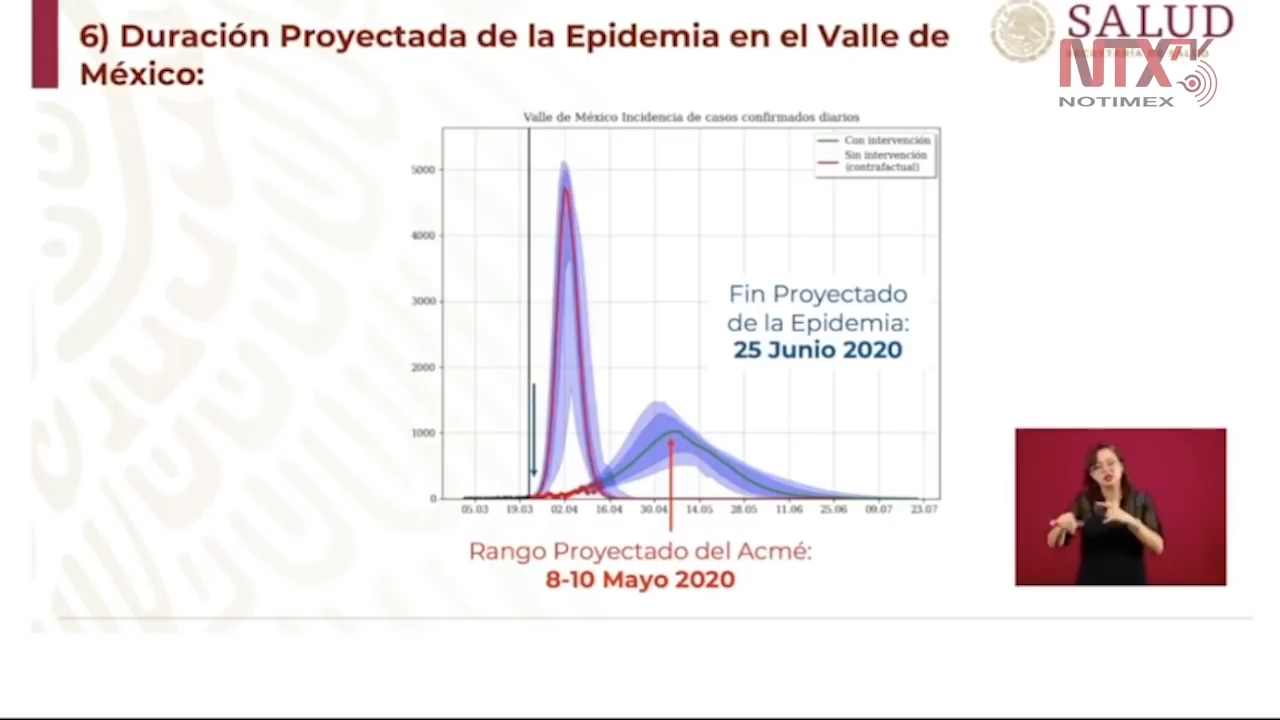 6) Duración Proyectada de la Epidemia en el Valle de
México:
SALUD
NTX
NOTIMEX
Valle de México Incidencia de casos confirmados diarios
Con intervención
Sin intervención
(contrafactual)
5000
4000
3000
2000
1000
0
Fin Proyectado
de la Epidemia:
25 Junio 2020
05.03 19.03 02.04 16.04 30.04 14.05 28.05 11.06 25.06 09.07 23.07
Rango Proyectado del Acmé:
8-10 Mayo 2020